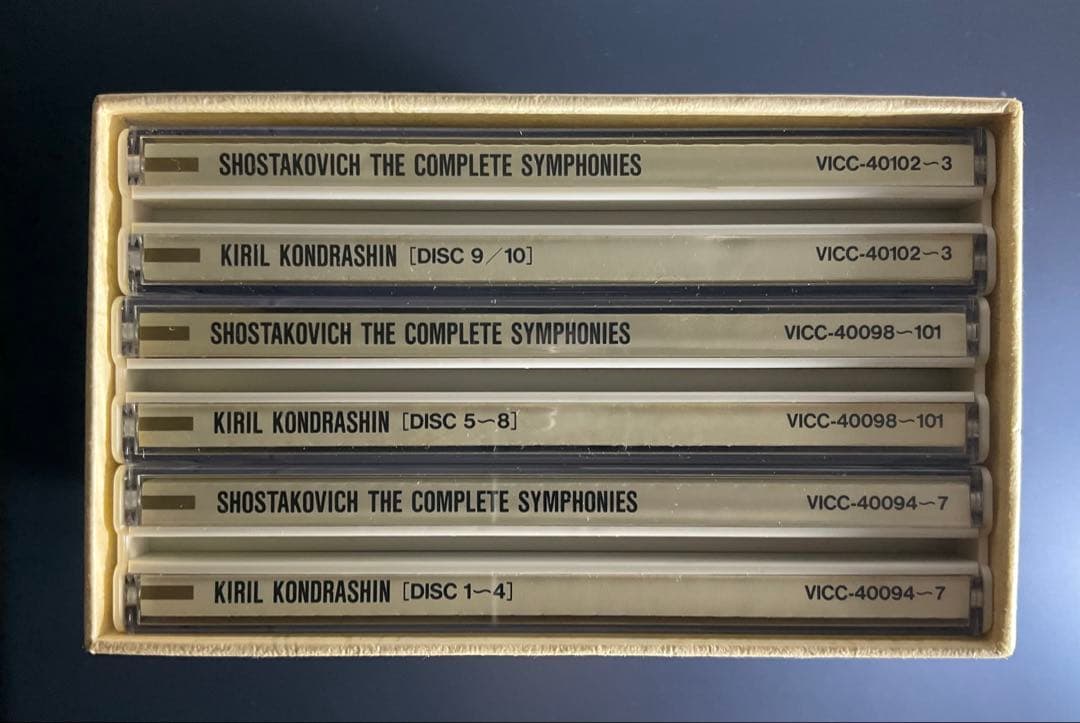 SHOSTAKOVICH THE COMPLETE SYMPHONIES VICC-40102~3
KIRIL KONDRASHIN [DISC 9/10] VICC-40102~3
SHOSTAKOVICH THE COMPLETE SYMPHONIES VICC-40098~101
KIRIL KONDRASHIN [DISC 5~8] VICC-40098~101
SHOSTAKOVICH THE COMPLETE SYMPHONIES VICC-40094~7
KIRIL KONDRASHIN [DISC 1~4] VICC-40094~7